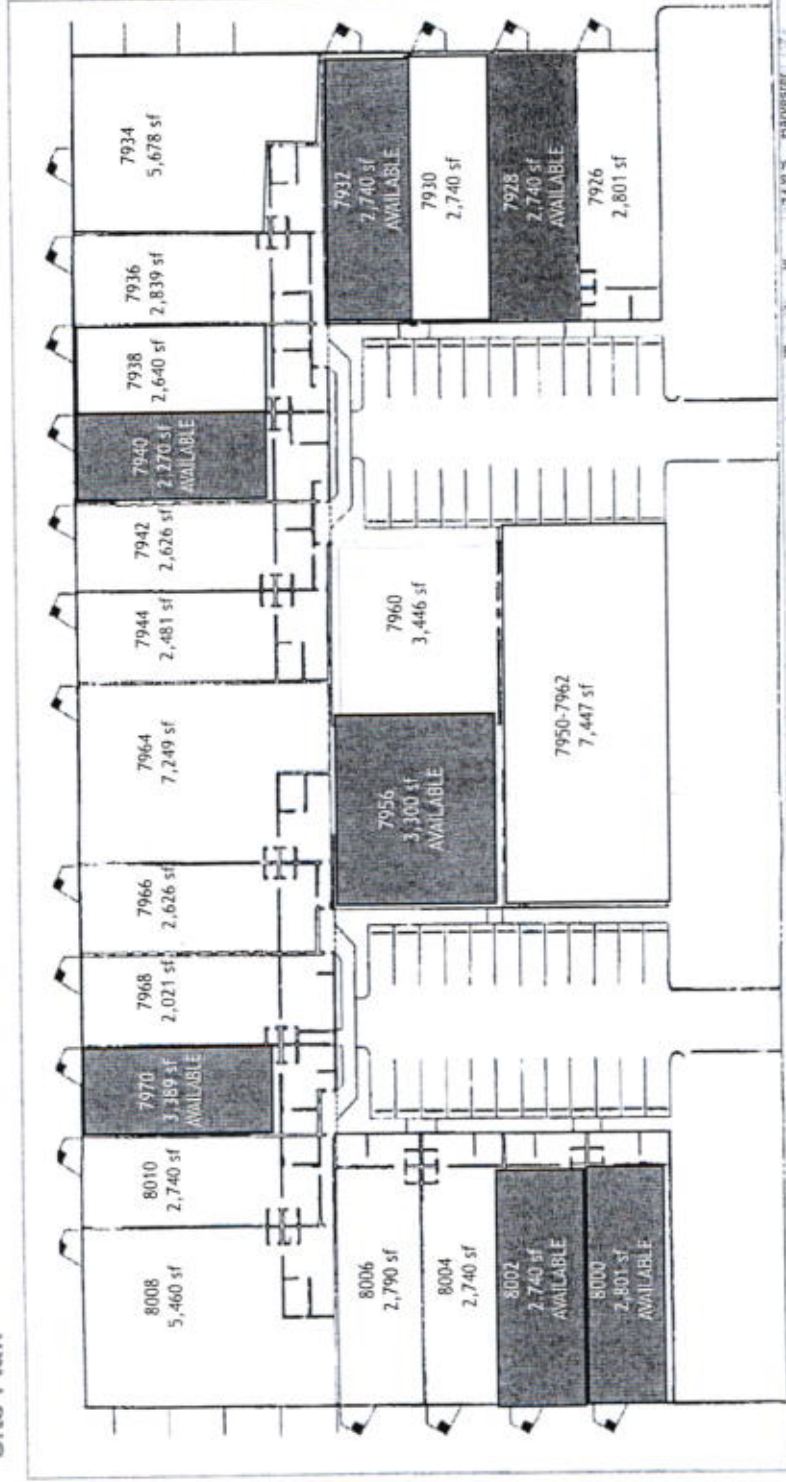 Site Plan
8008
5,460 sf
8010
2,740 sf
7970
3,389 sf
AVAILABLE
7968
2,021 sf
7966
2,626 sf
7964
7,249 sf
7944
2,481 sf
7942
2,626 sf
7940
2,270 sf
AVAILABLE
7938
2,640 sf
7936
2,839 sf
7934
5,678 sf
8006
2,790 sf
8004
2,740 sf
8002
2,740 sf
AVAILABLE
8000
2,801 sf
AVAILABLE
7956
3,300 sf
AVAILABLE
7960
3,446 sf
7950-7962
7,447 sf
7932
2,740 sf
AVAILABLE
7930
2,740 sf
7928
2,740 sf
AVAILABLE
7926
2,801 sf